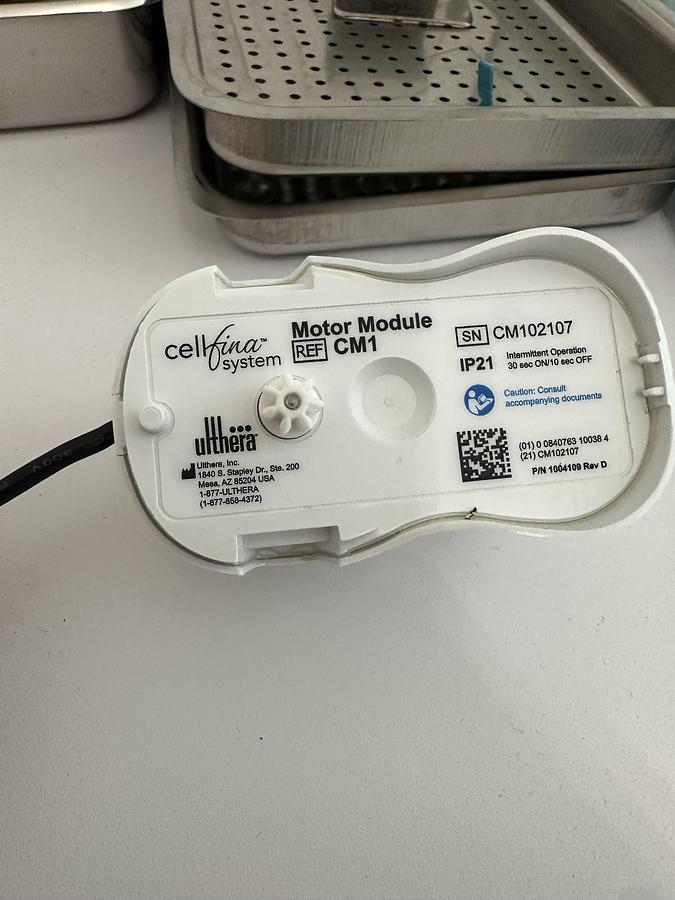 cellfina™
system
Motor Module
REF CM1
SN CM102107
IP21
Intermittent Operation
30 sec ON/10 sec OFF
Caution: Consult
accompanying documents
ulthera
Ulthera, Inc.
1840 S. Stapley Dr., Ste. 200
Mesa, AZ 85204 USA
1-877-ULTHERA
(1-877-858-4372)
(01) 0 0840763 10038 4
(21) CM102107
P/N 1004109 Rev D
300V